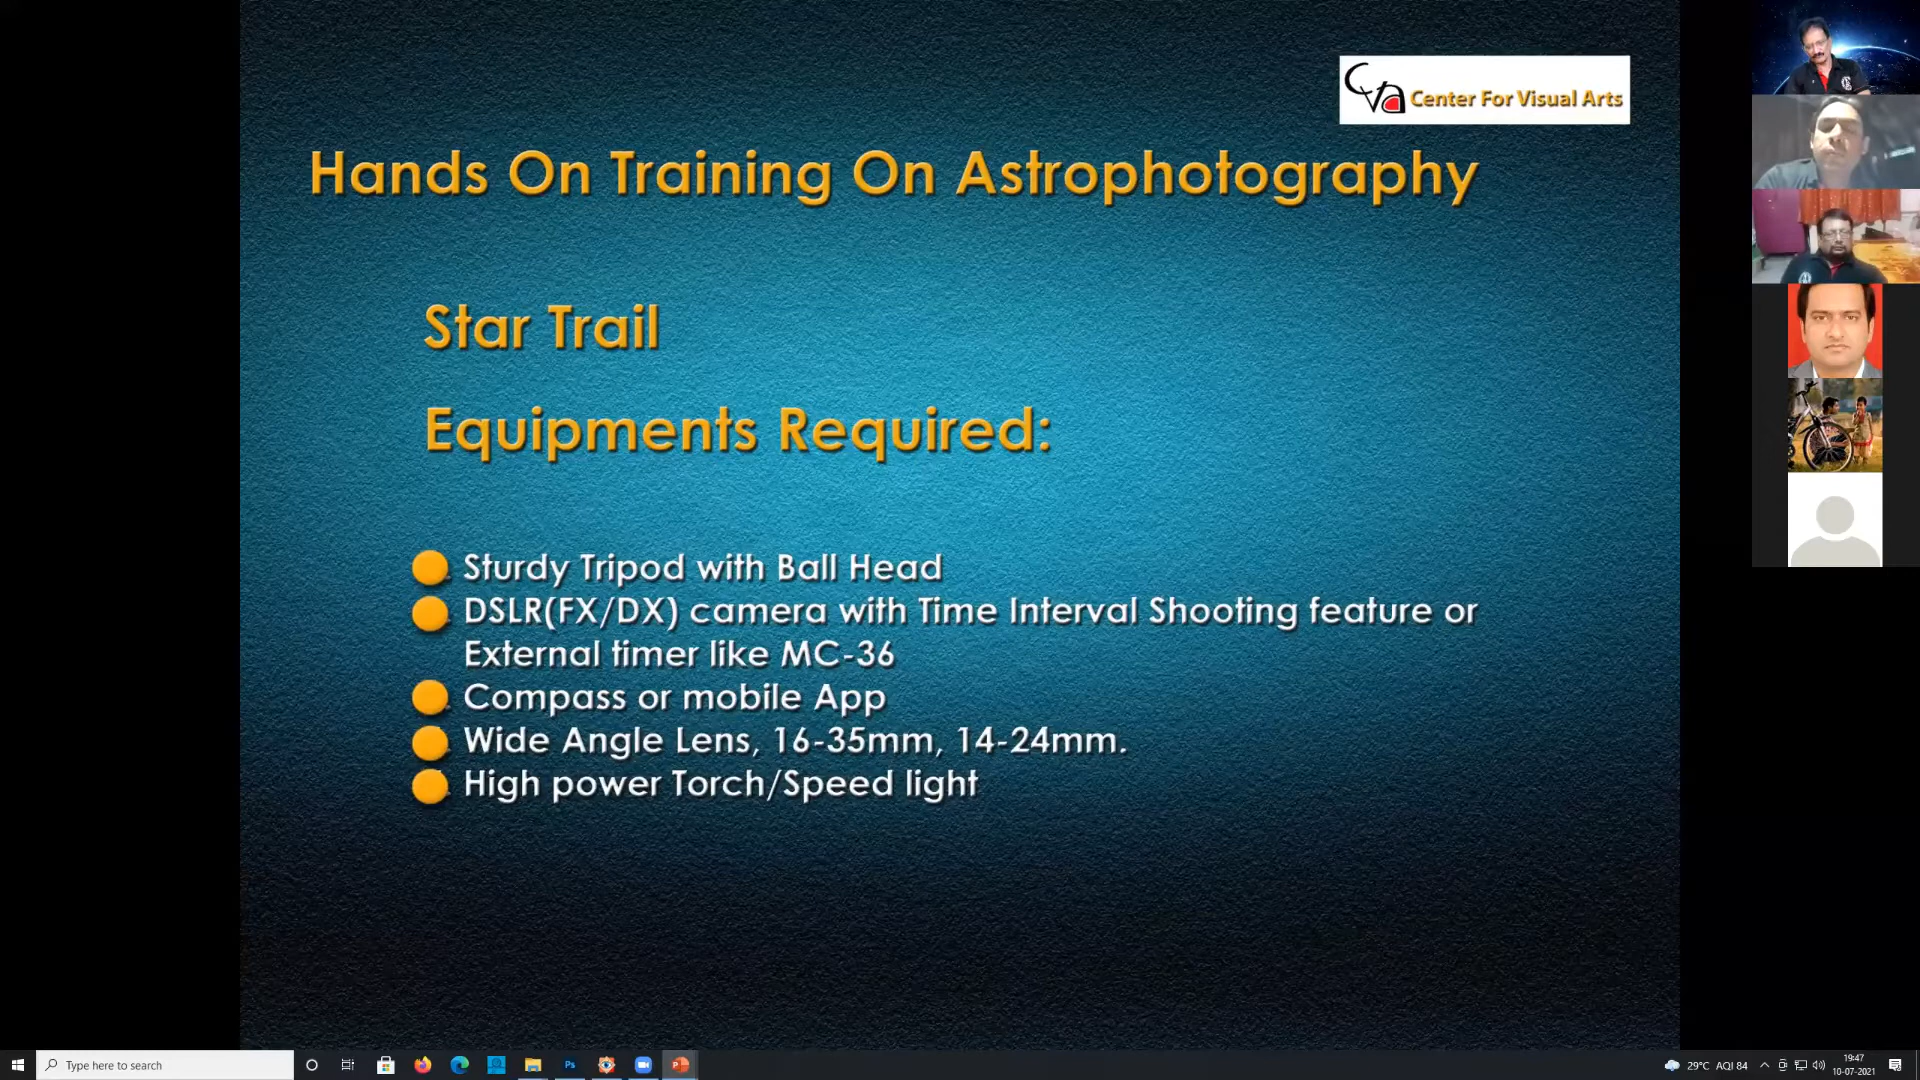 Cva Center For Visual Arts
Hands On Training On Astrophotography
Star Trail
Equipments Required:
Sturdy Tripod with Ball Head
DSLR(FX/DX) camera with Time Interval Shooting feature or
External timer like MC-36
Compass or mobile App
Wide Angle Lens, 16-35mm, 14-24mm.
High power Torch/Speed light
Type here to search
Ps
P
29°C AQI 84
19:47
10-07-2021